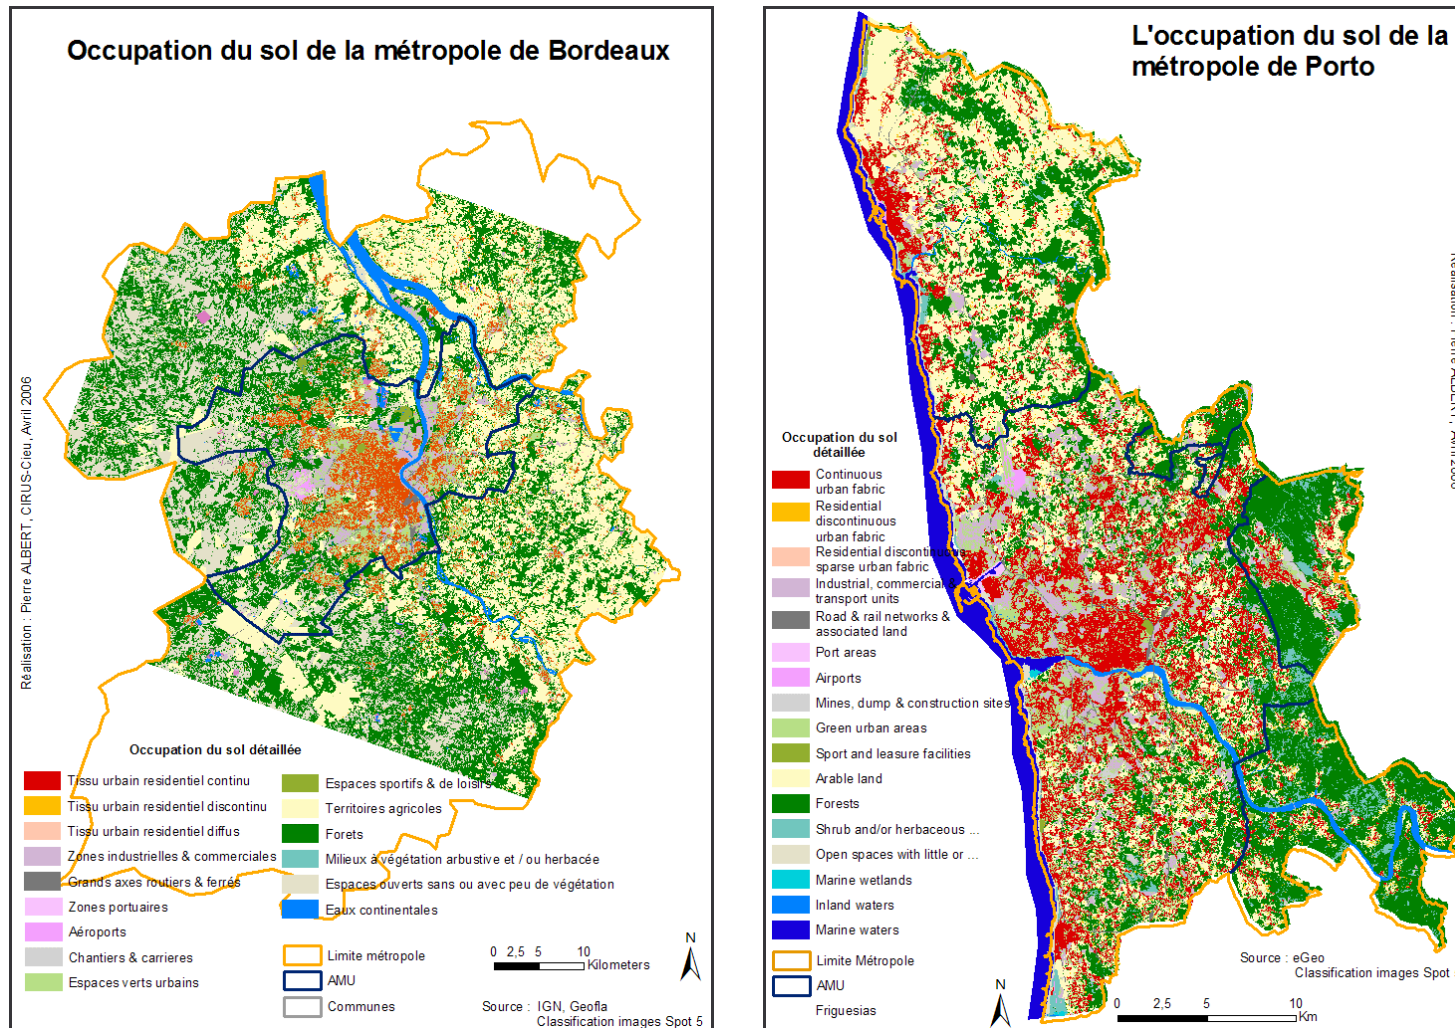 Occupation du sol de la métropole de Bordeaux
Réalisation : Pierre ALBERT, CIRUS-Cieu, Avril 2006
Occupation du sol détaillée
Tissu urbain residentiel continu
Tissu urbain residentiel discontinu
Tissu urbain residentiel diffus
Zones industrielles & commerciales
Grands axes routiers & ferrés
Zones portuaires
Aéroports
Chantiers & carrieres
Espaces verts urbains
Espaces sportifs & de loisirs
Territoires agricoles
Forets
Milieux à végétation arbustive et / ou herbacée
Espaces ouverts sans ou avec peu de végétation
Eaux continentales
Limite métropole
AMU
Communes
0 2,5 5 10
Kilometers
N
Source : IGN, Geofla
Classification images Spot 5
L'occupation du sol de la
métropole de Porto
Occupation du sol
détaillée
Continuous
urban fabric
Residential
discontinuous
urban fabric
Residential discontinuous
sparse urban fabric
Industrial, commercial &
transport units
Road & rail networks &
associated land
Port areas
Airports
Mines, dump & construction sites
Green urban areas
Sport and leasure facilities
Arable land
Forests
Shrub and/or herbaceous ...
Open spaces with little or ...
Marine wetlands
Inland waters
Marine waters
Limite Métropole
AMU
Friguesias
N
0 2,5 5 10
Km
Source : eGeo
Classification images Spot